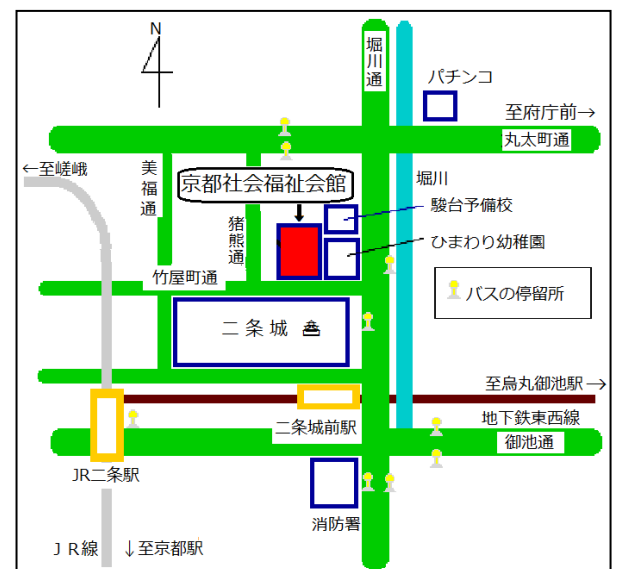 N
堀川通
パチンコ
至府庁前→
丸太町通
←至嵯峨
美福通
京都社会福祉会館
堀川
駿台予備校
猪熊通
ひまわり幼稚園
竹屋町通
バスの停留所
二条城
至烏丸御池駅→
地下鉄東西線
二条城前駅
御池通
JR二条駅
消防署
JR線 ↓至京都駅